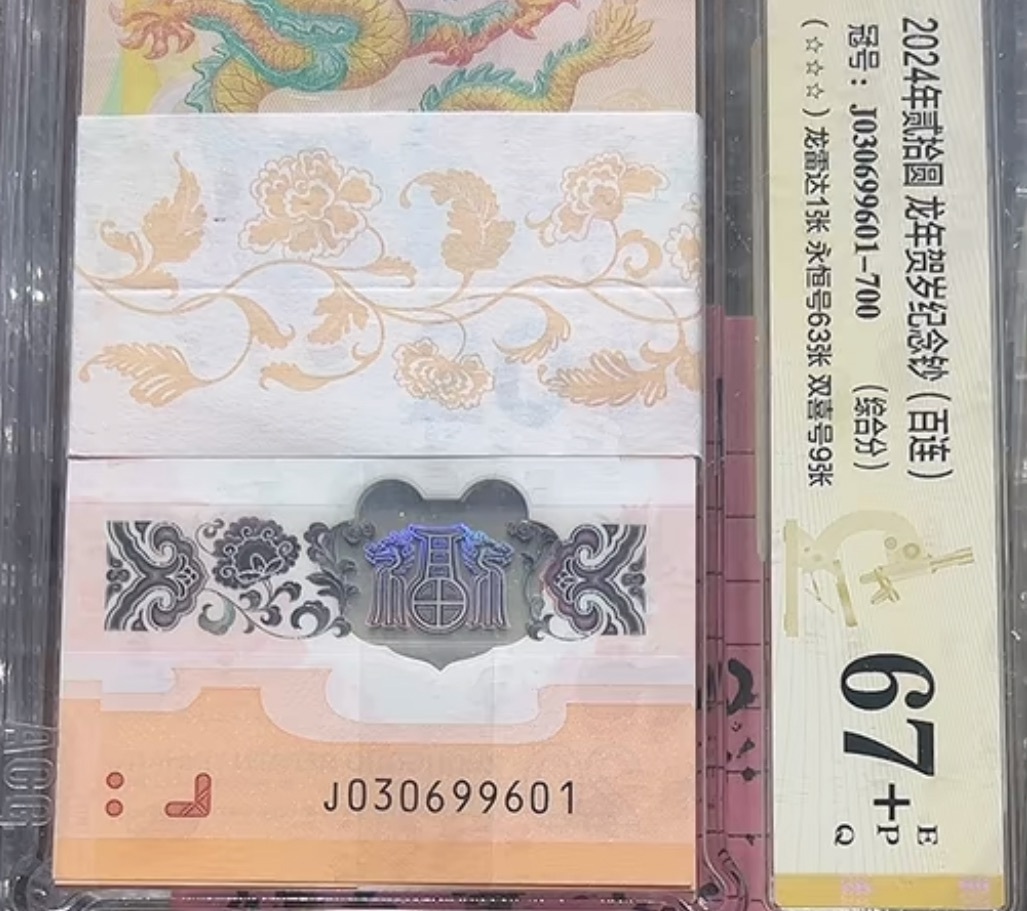 2024年贰拾圆 龙年贺岁纪念钞（百连）
冠号：J030699601-700 （综合分）
（☆☆☆）龙雷达1张 永恒号63张 双喜号9张
67+
E
P
Q
福
J030699601
ACG